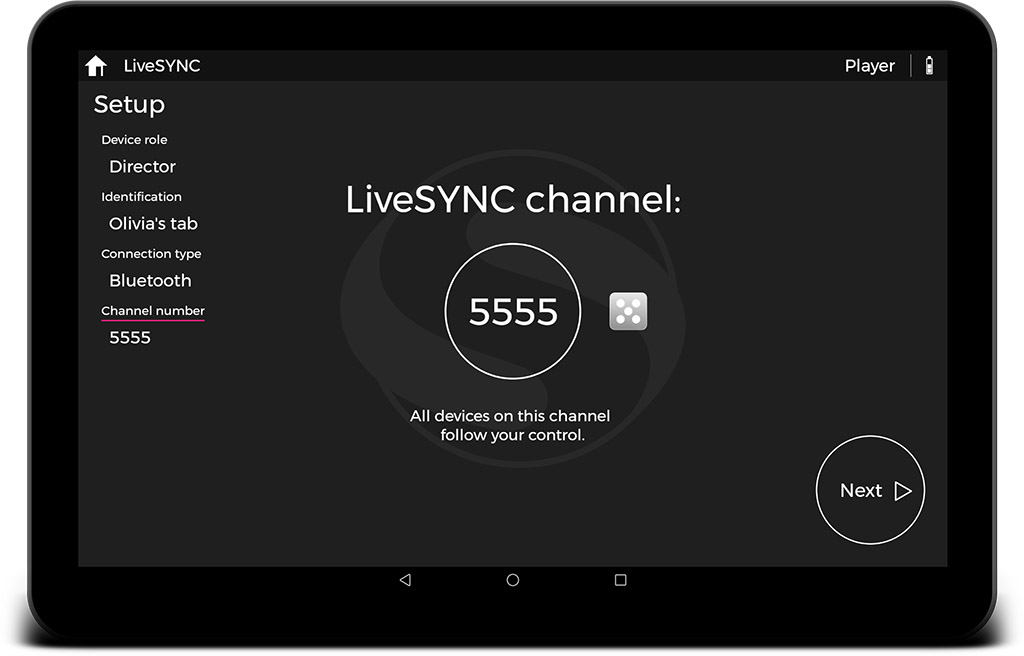 LiveSYNC
Player
Setup
Device role
Director
Identification
Olivia's tab
Connection type
Bluetooth
Channel number
5555
LiveSYNC channel:
5555
All devices on this channel
follow your control.
Next